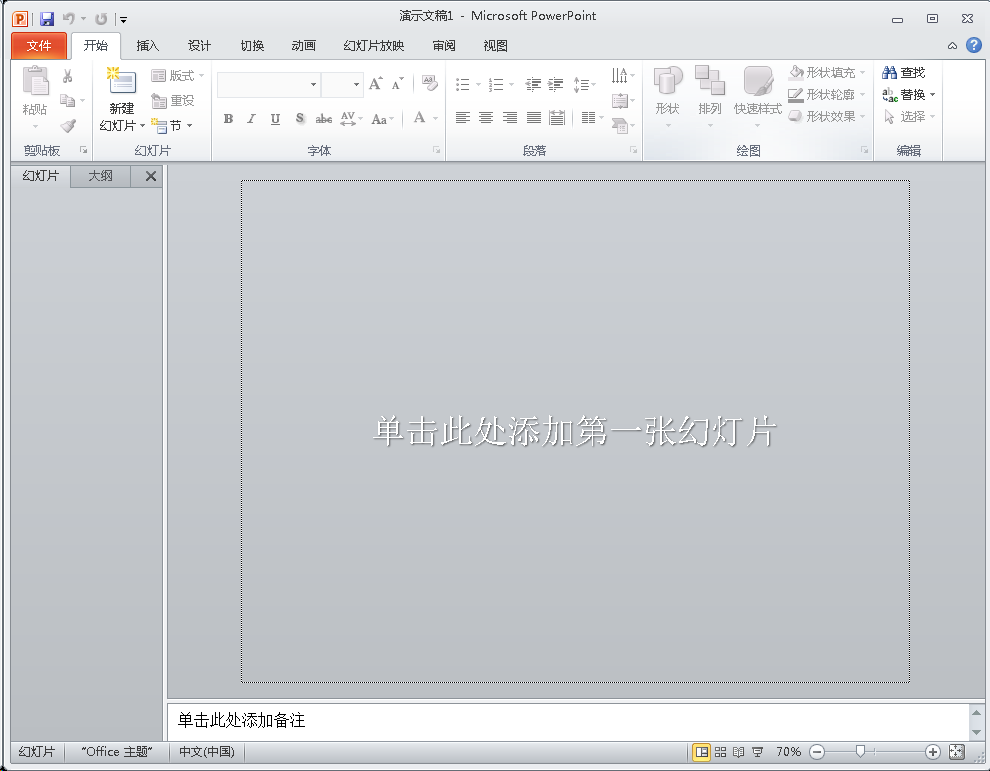 演示文稿1 - Microsoft PowerPoint
文件 开始 插入 设计 切换 动画 幻灯片放映 审阅 视图
粘贴
剪贴板
新建
幻灯片
版式
重设
节
幻灯片
B I U S abc AV Aa A
字体
段落
形状
排列
快速样式
形状填充
形状轮廓
形状效果
绘图
查找
替换
选择
编辑
幻灯片 大纲
单击此处添加第一张幻灯片
单击此处添加备注
幻灯片 "Office 主题" 中文(中国) 70%